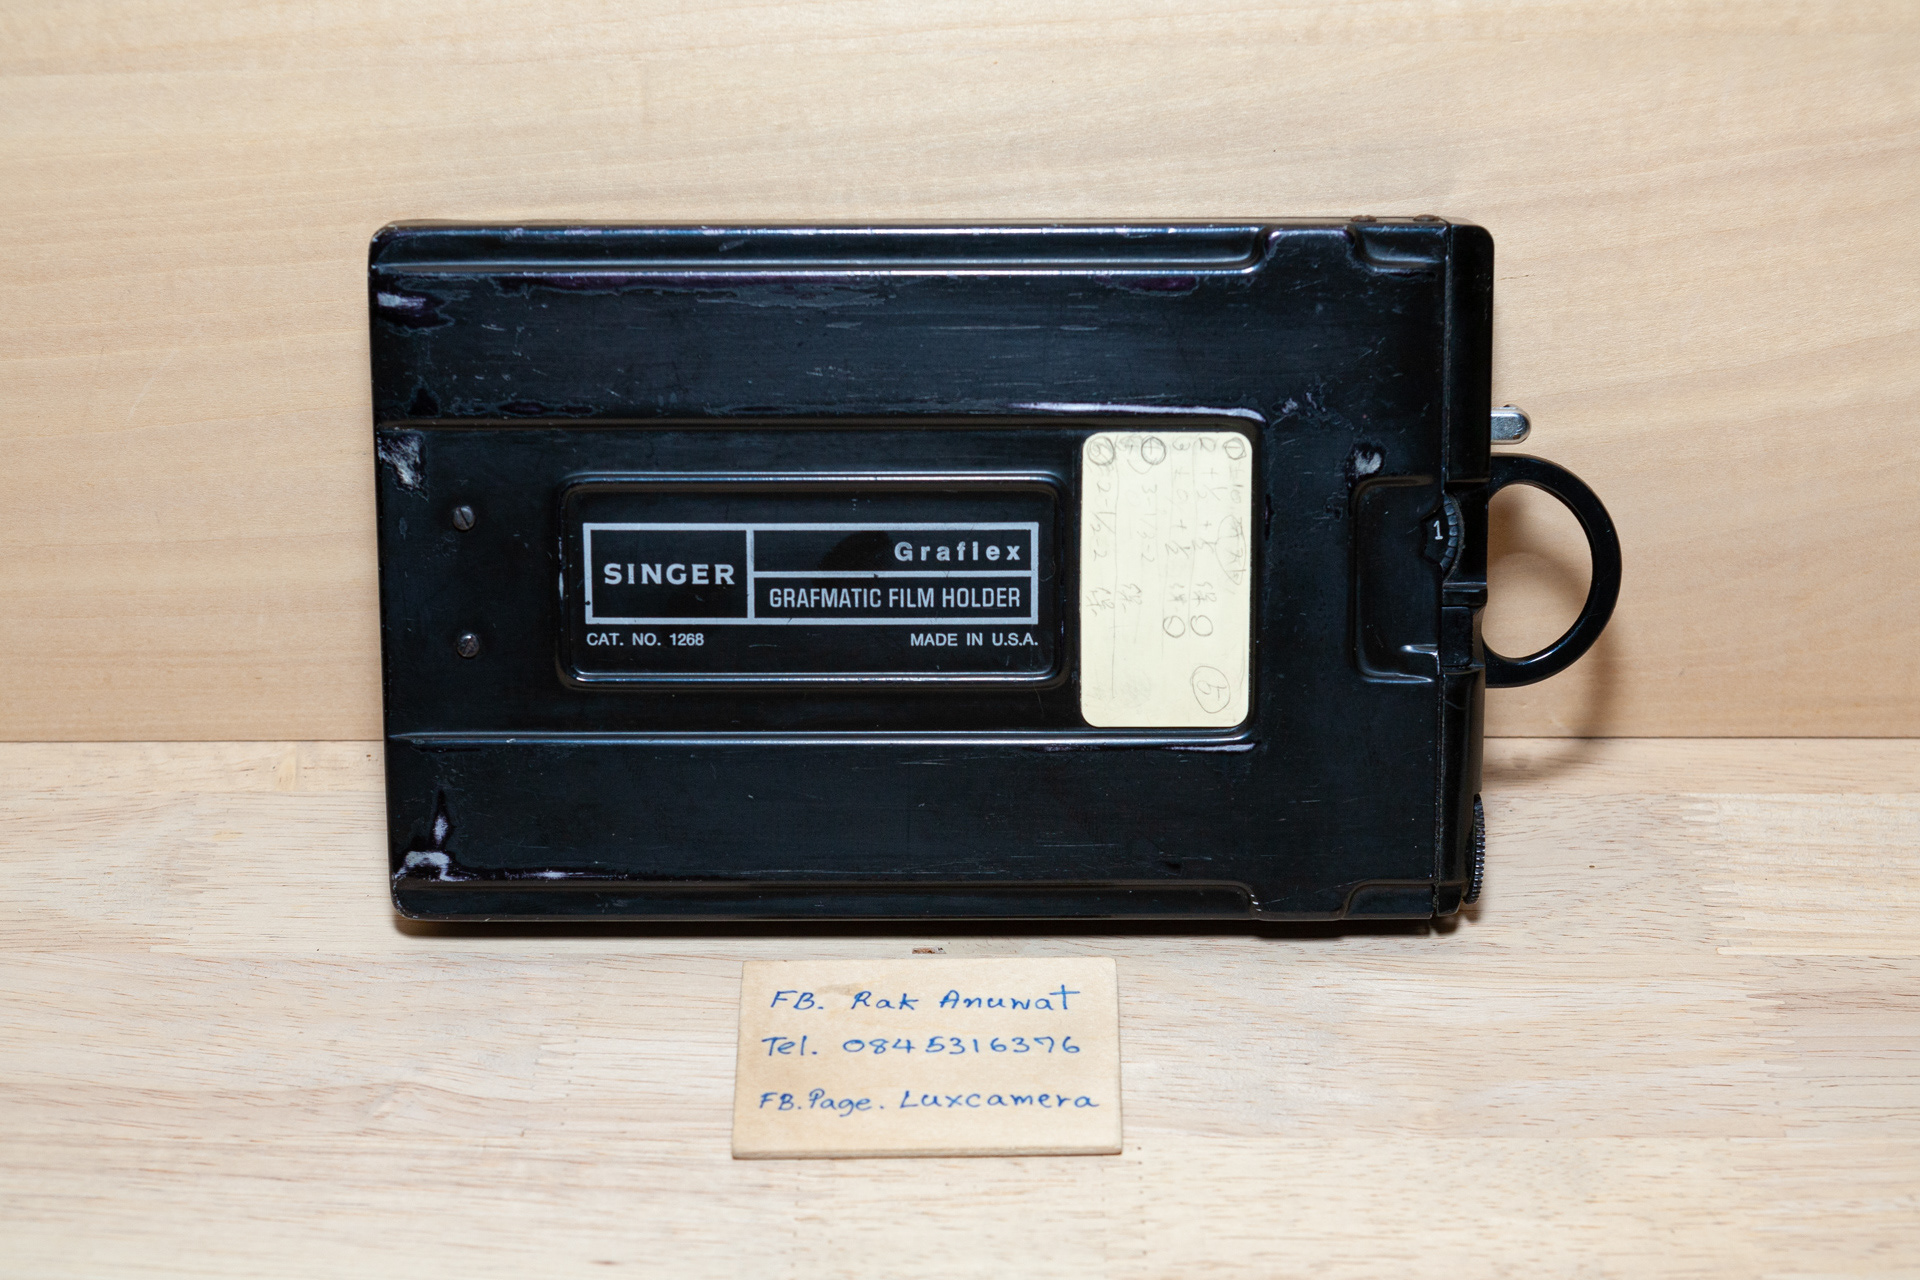 SINGER
Graflex
GRAFMATIC FILM HOLDER
CAT. NO. 1268 MADE IN U.S.A.
1
FB. Rak Anuwat
Tel. 0845316376
FB. Page. Luxcamera